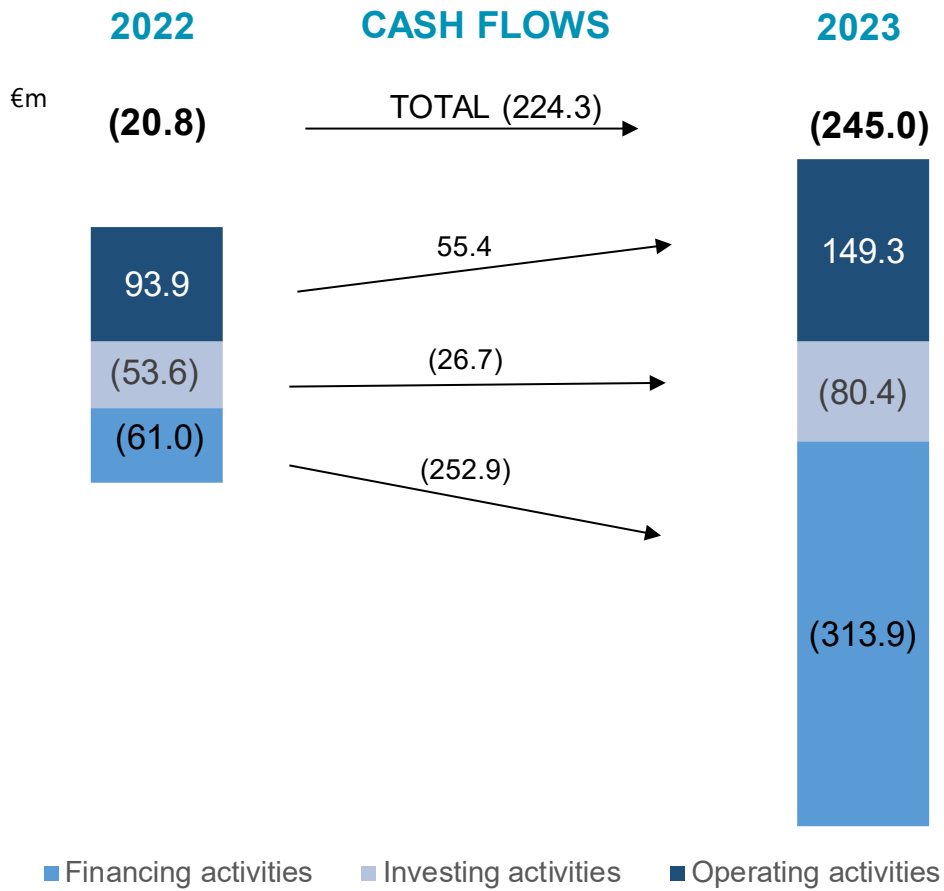 2022 CASH FLOWS 2023
€m
(20.8) TOTAL (224.3) (245.0)
55.4
93.9 149.3
(26.7)
(53.6) (80.4)
(61.0)
(252.9)
(313.9)
Financing activities Investing activities Operating activities